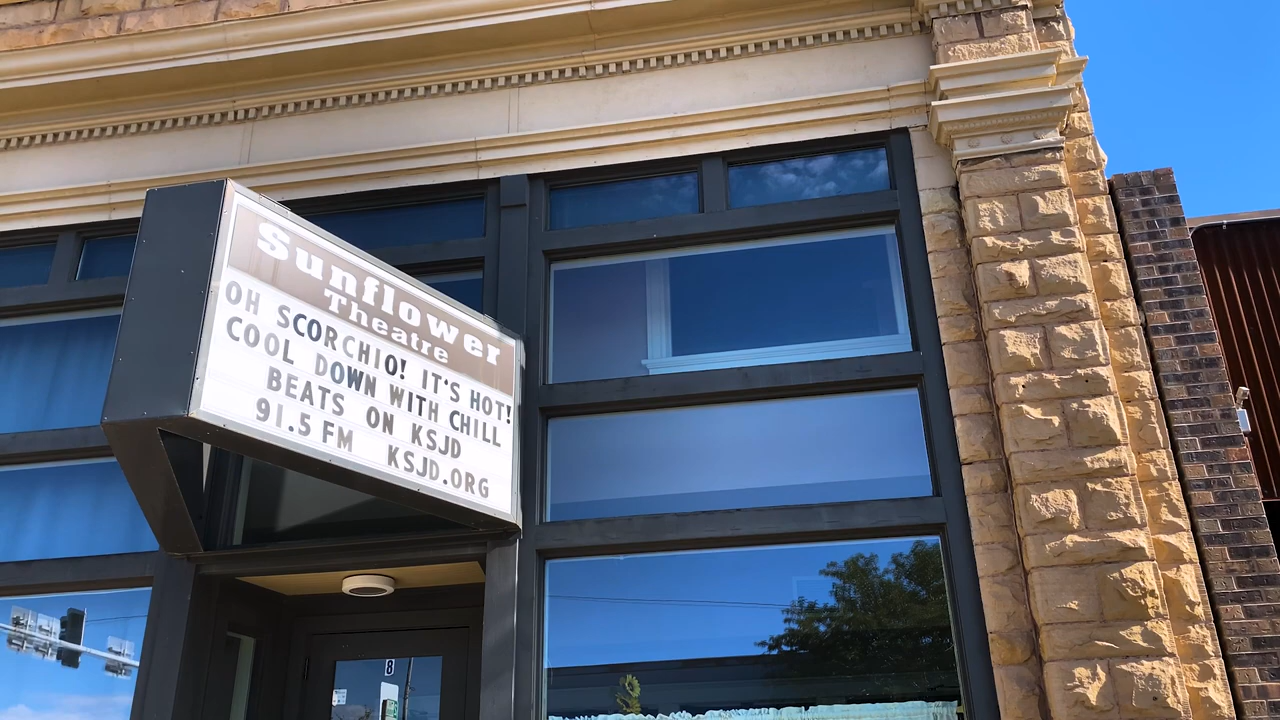 Sunflower
Theatre
OH SCORCHIO! IT'S HOT!
COOL DOWN WITH CHILL
BEATS ON KSJD
91.5 FM KSJD.ORG
8